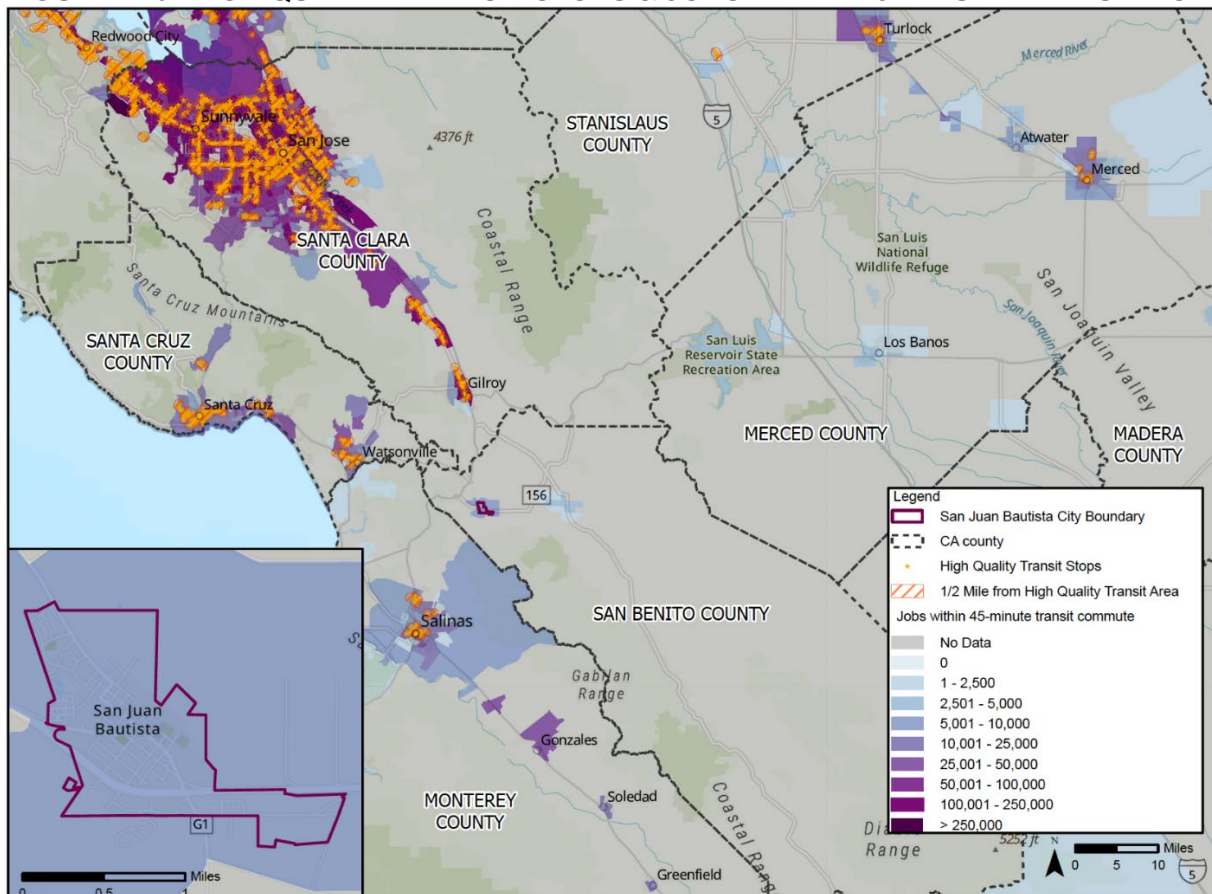 Redwood City
Sunnyvale
San Jose
4376 ft
STANISLAUS
COUNTY
5
Turlock
Merced River
Atwater
Merced
SANTA CLARA
COUNTY
Coastal Range
Santa Cruz Mountains
SANTA CRUZ
COUNTY
San Luis
National
Wildlife Refuge
San Joaquin Valley
San Joaquin River
San Luis
Reservoir State
Recreation Area
Los Banos
Santa Cruz
Gilroy
Watsonville
MERCED COUNTY
MADERA
COUNTY
156
Salinas
SAN BENITO COUNTY
Gabilan
Range
Gonzales
Soledad
MONTEREY
COUNTY
Coastal Range
Greenfield
Range
5252 ft
Legend
San Juan Bautista City Boundary
CA county
High Quality Transit Stops
1/2 Mile from High Quality Transit Area
Jobs within 45-minute transit commute
No Data
0
1 - 2,500
2,501 - 5,000
5,001 - 10,000
10,001 - 25,000
25,001 - 50,000
50,001 - 100,000
100,001 - 250,000
> 250,000
N
Miles
0 5 10
5
San Juan
Bautista
G1
Miles
0 0.5 1